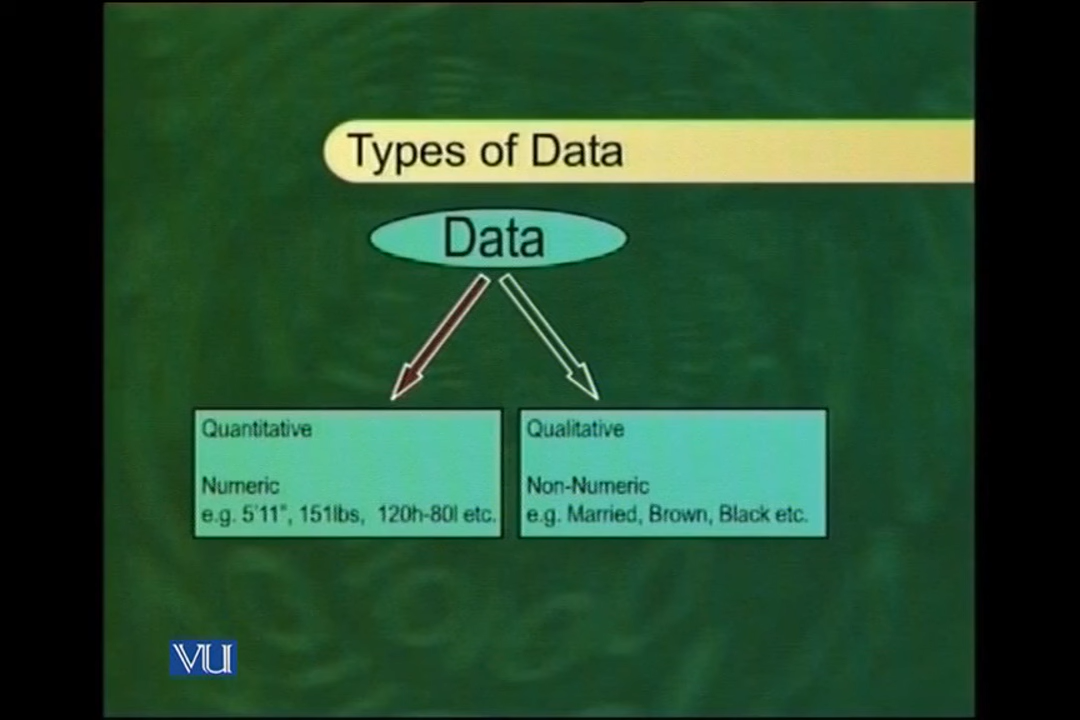 Types of Data
Data
Quantitative
Numeric
e.g. 5'11", 151lbs, 120h-80l etc.
Qualitative
Non-Numeric
e.g. Married, Brown, Black etc.
VU